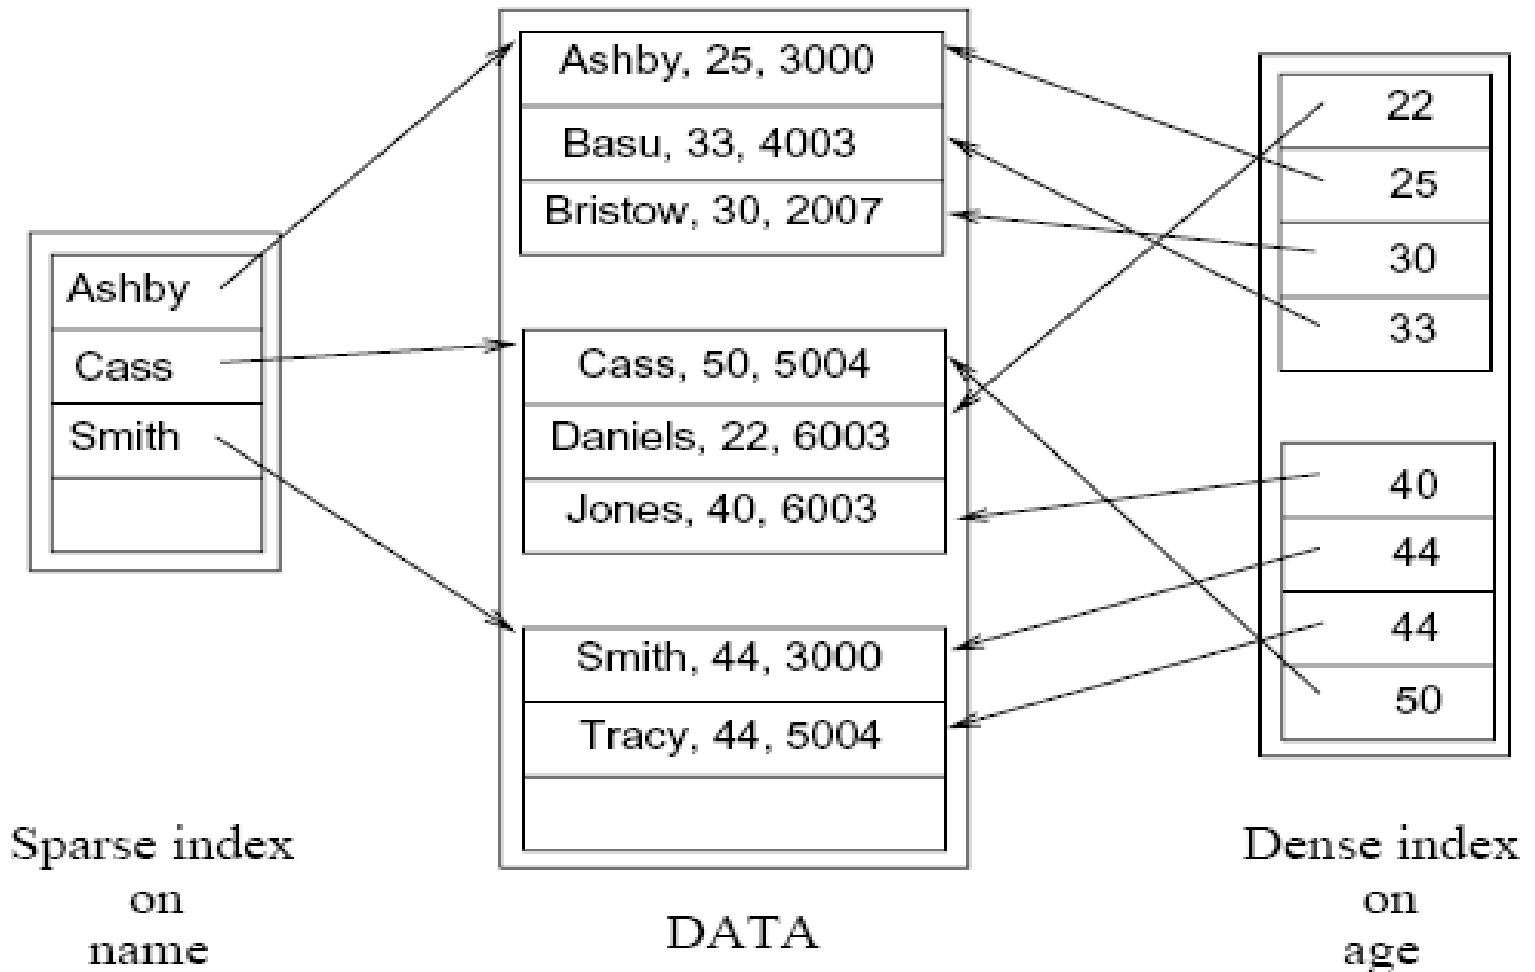 Ashby
Cass
Smith
Sparse index
on
name
Ashby, 25, 3000
Basu, 33, 4003
Bristow, 30, 2007
Cass, 50, 5004
Daniels, 22, 6003
Jones, 40, 6003
Smith, 44, 3000
Tracy, 44, 5004
DATA
22
25
30
33
40
44
44
50
Dense index
on
age